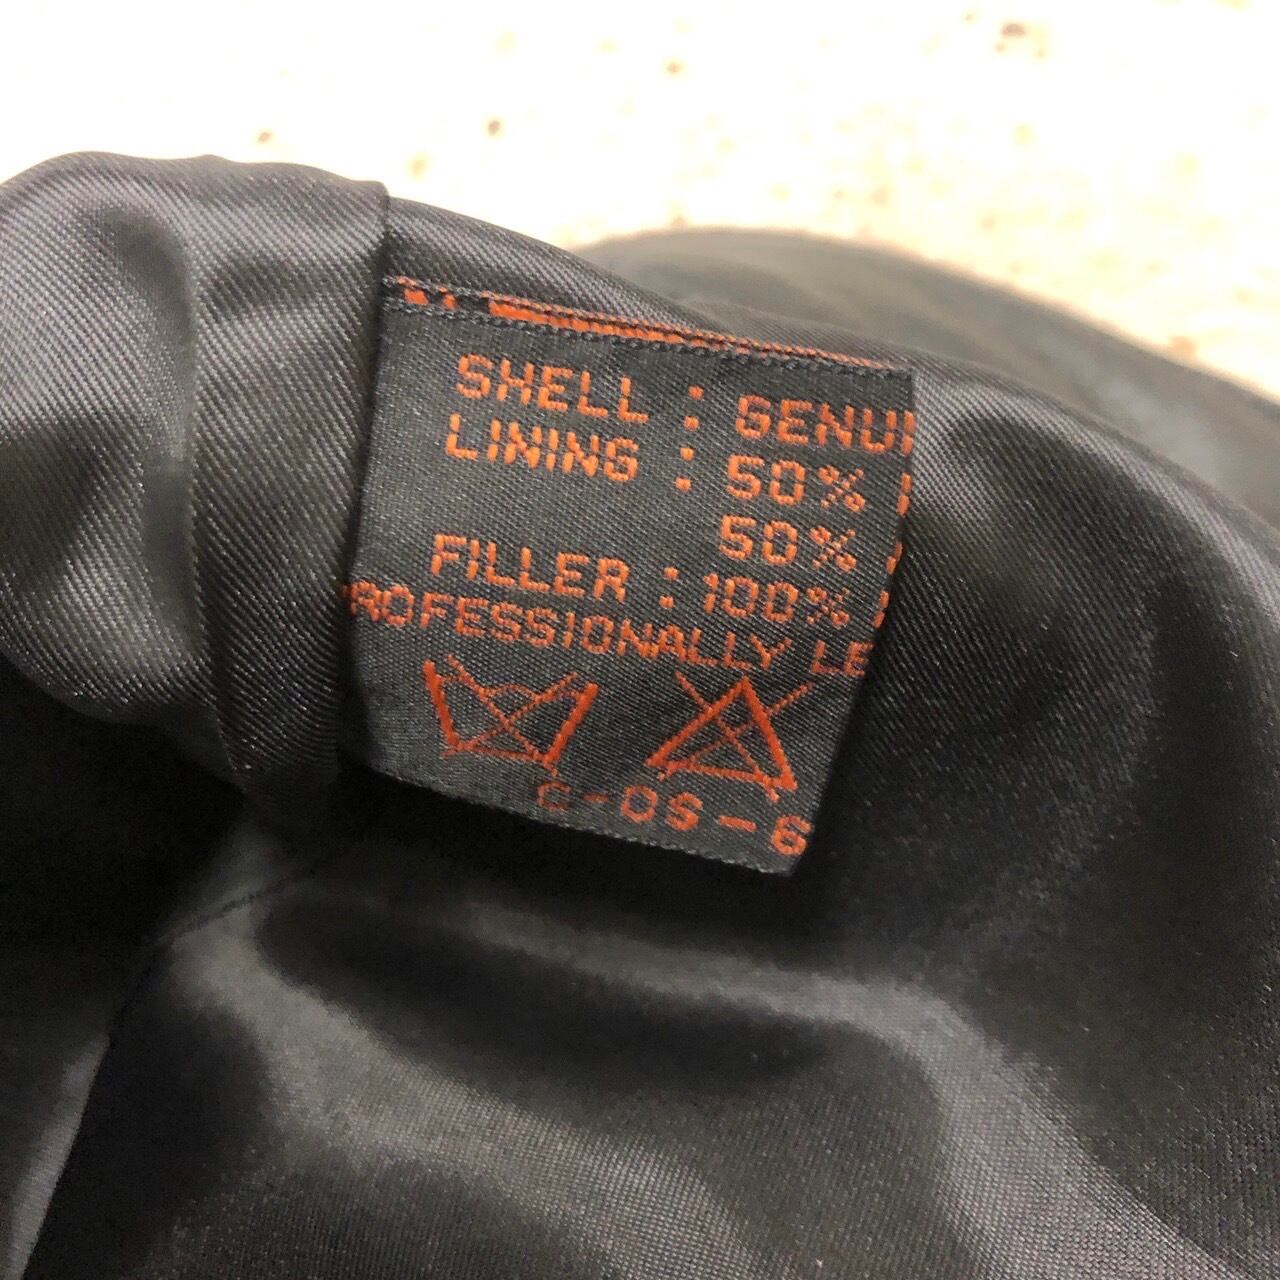 SHELL : GENUI
LINING : 50%
50%
FILLER : 100%
ROFESSIONALLY LE
C-OS-6